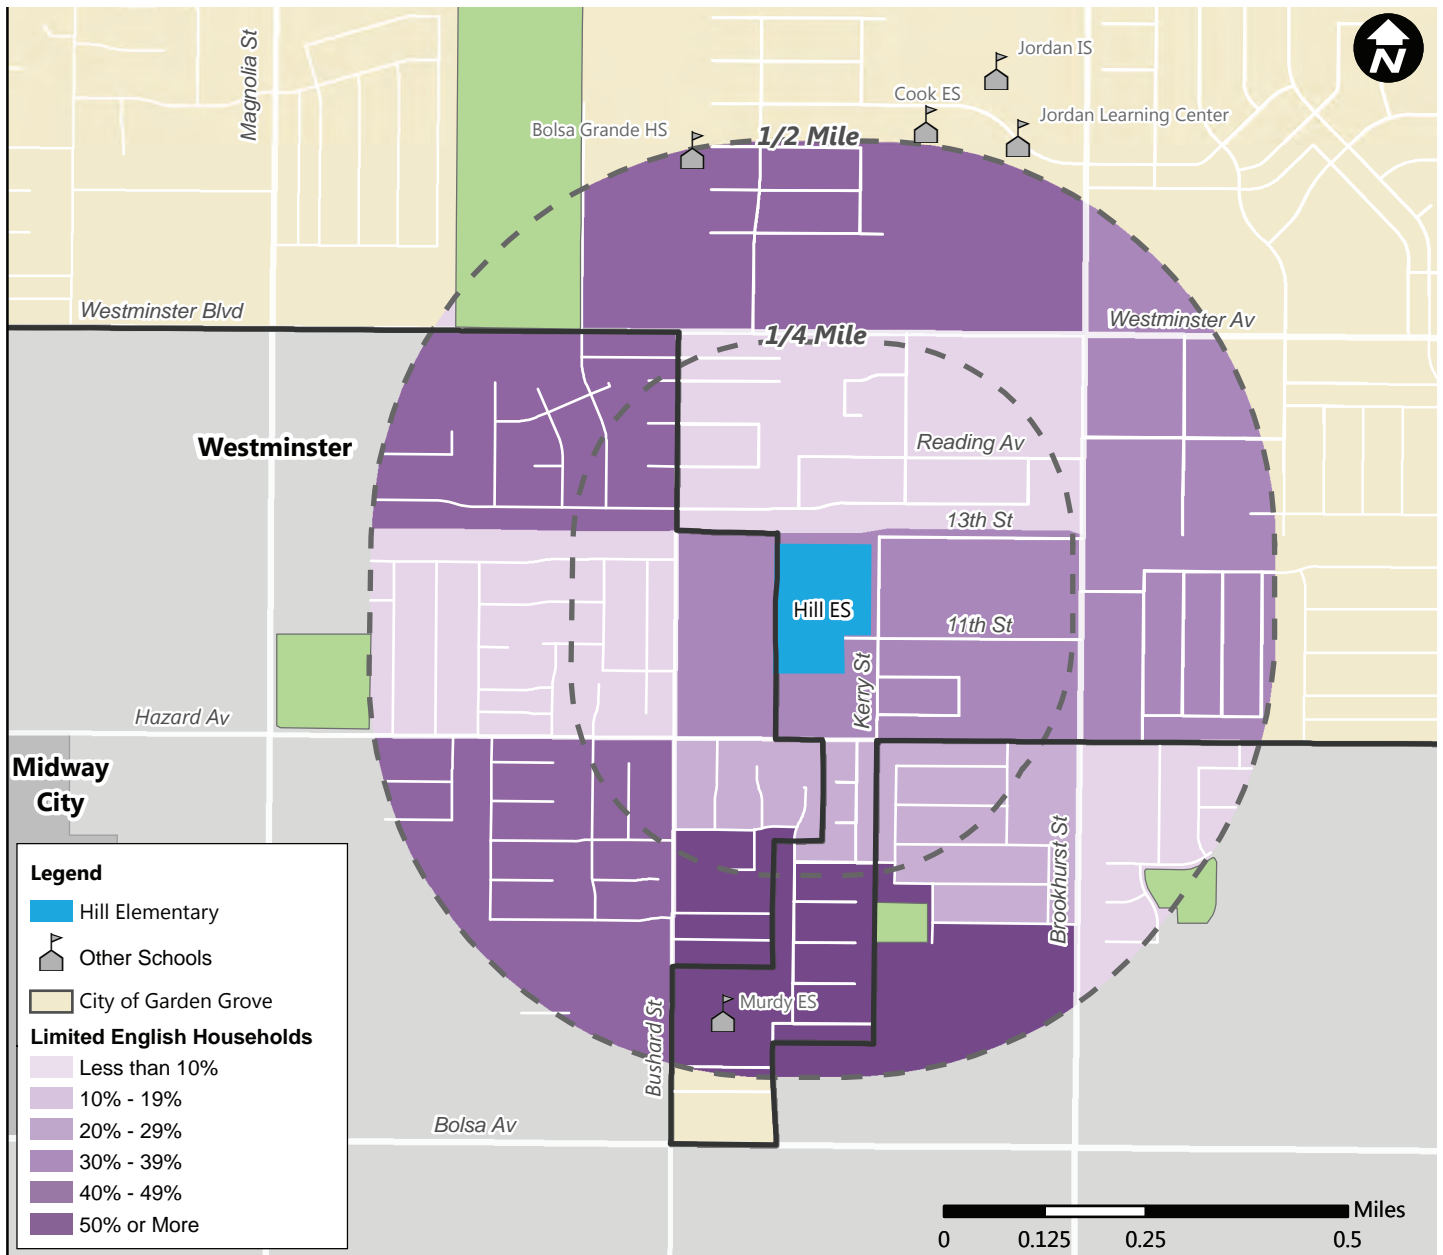 Magnolia St
Jordan IS
N
Cook ES
Jordan Learning Center
Bolsa Grande HS
1/2 Mile
Westminster Blvd
Westminster Av
1/4 Mile
Westminster
Reading Av
13th St
Hill ES
11th St
Kerry St
Hazard Av
Midway
City
Brookhurst St
Legend
Hill Elementary
Other Schools
City of Garden Grove
Limited English Households
Less than 10%
10% - 19%
20% - 29%
30% - 39%
40% - 49%
50% or More
Murdy ES
Bushard St
Bolsa Av
Miles
0 0.125 0.25 0.5